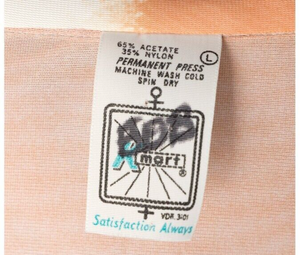 65% ACETATE
35% NYLON
L
PERMANENT PRESS
MACHINE WASH COLD
SPIN DRY
Kmart®
VDR. 3101
Satisfaction Always